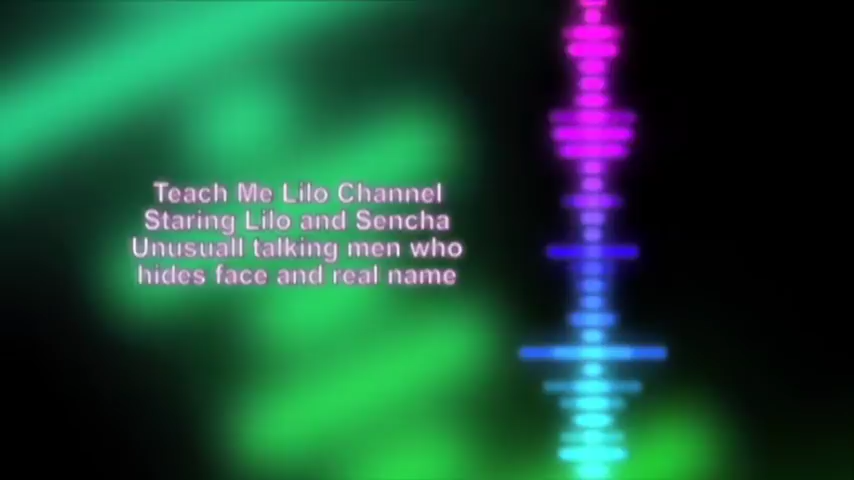 Teach Me Lilo Channel
Staring Lilo and Sencha
Unusuall talking men who
hides face and real name